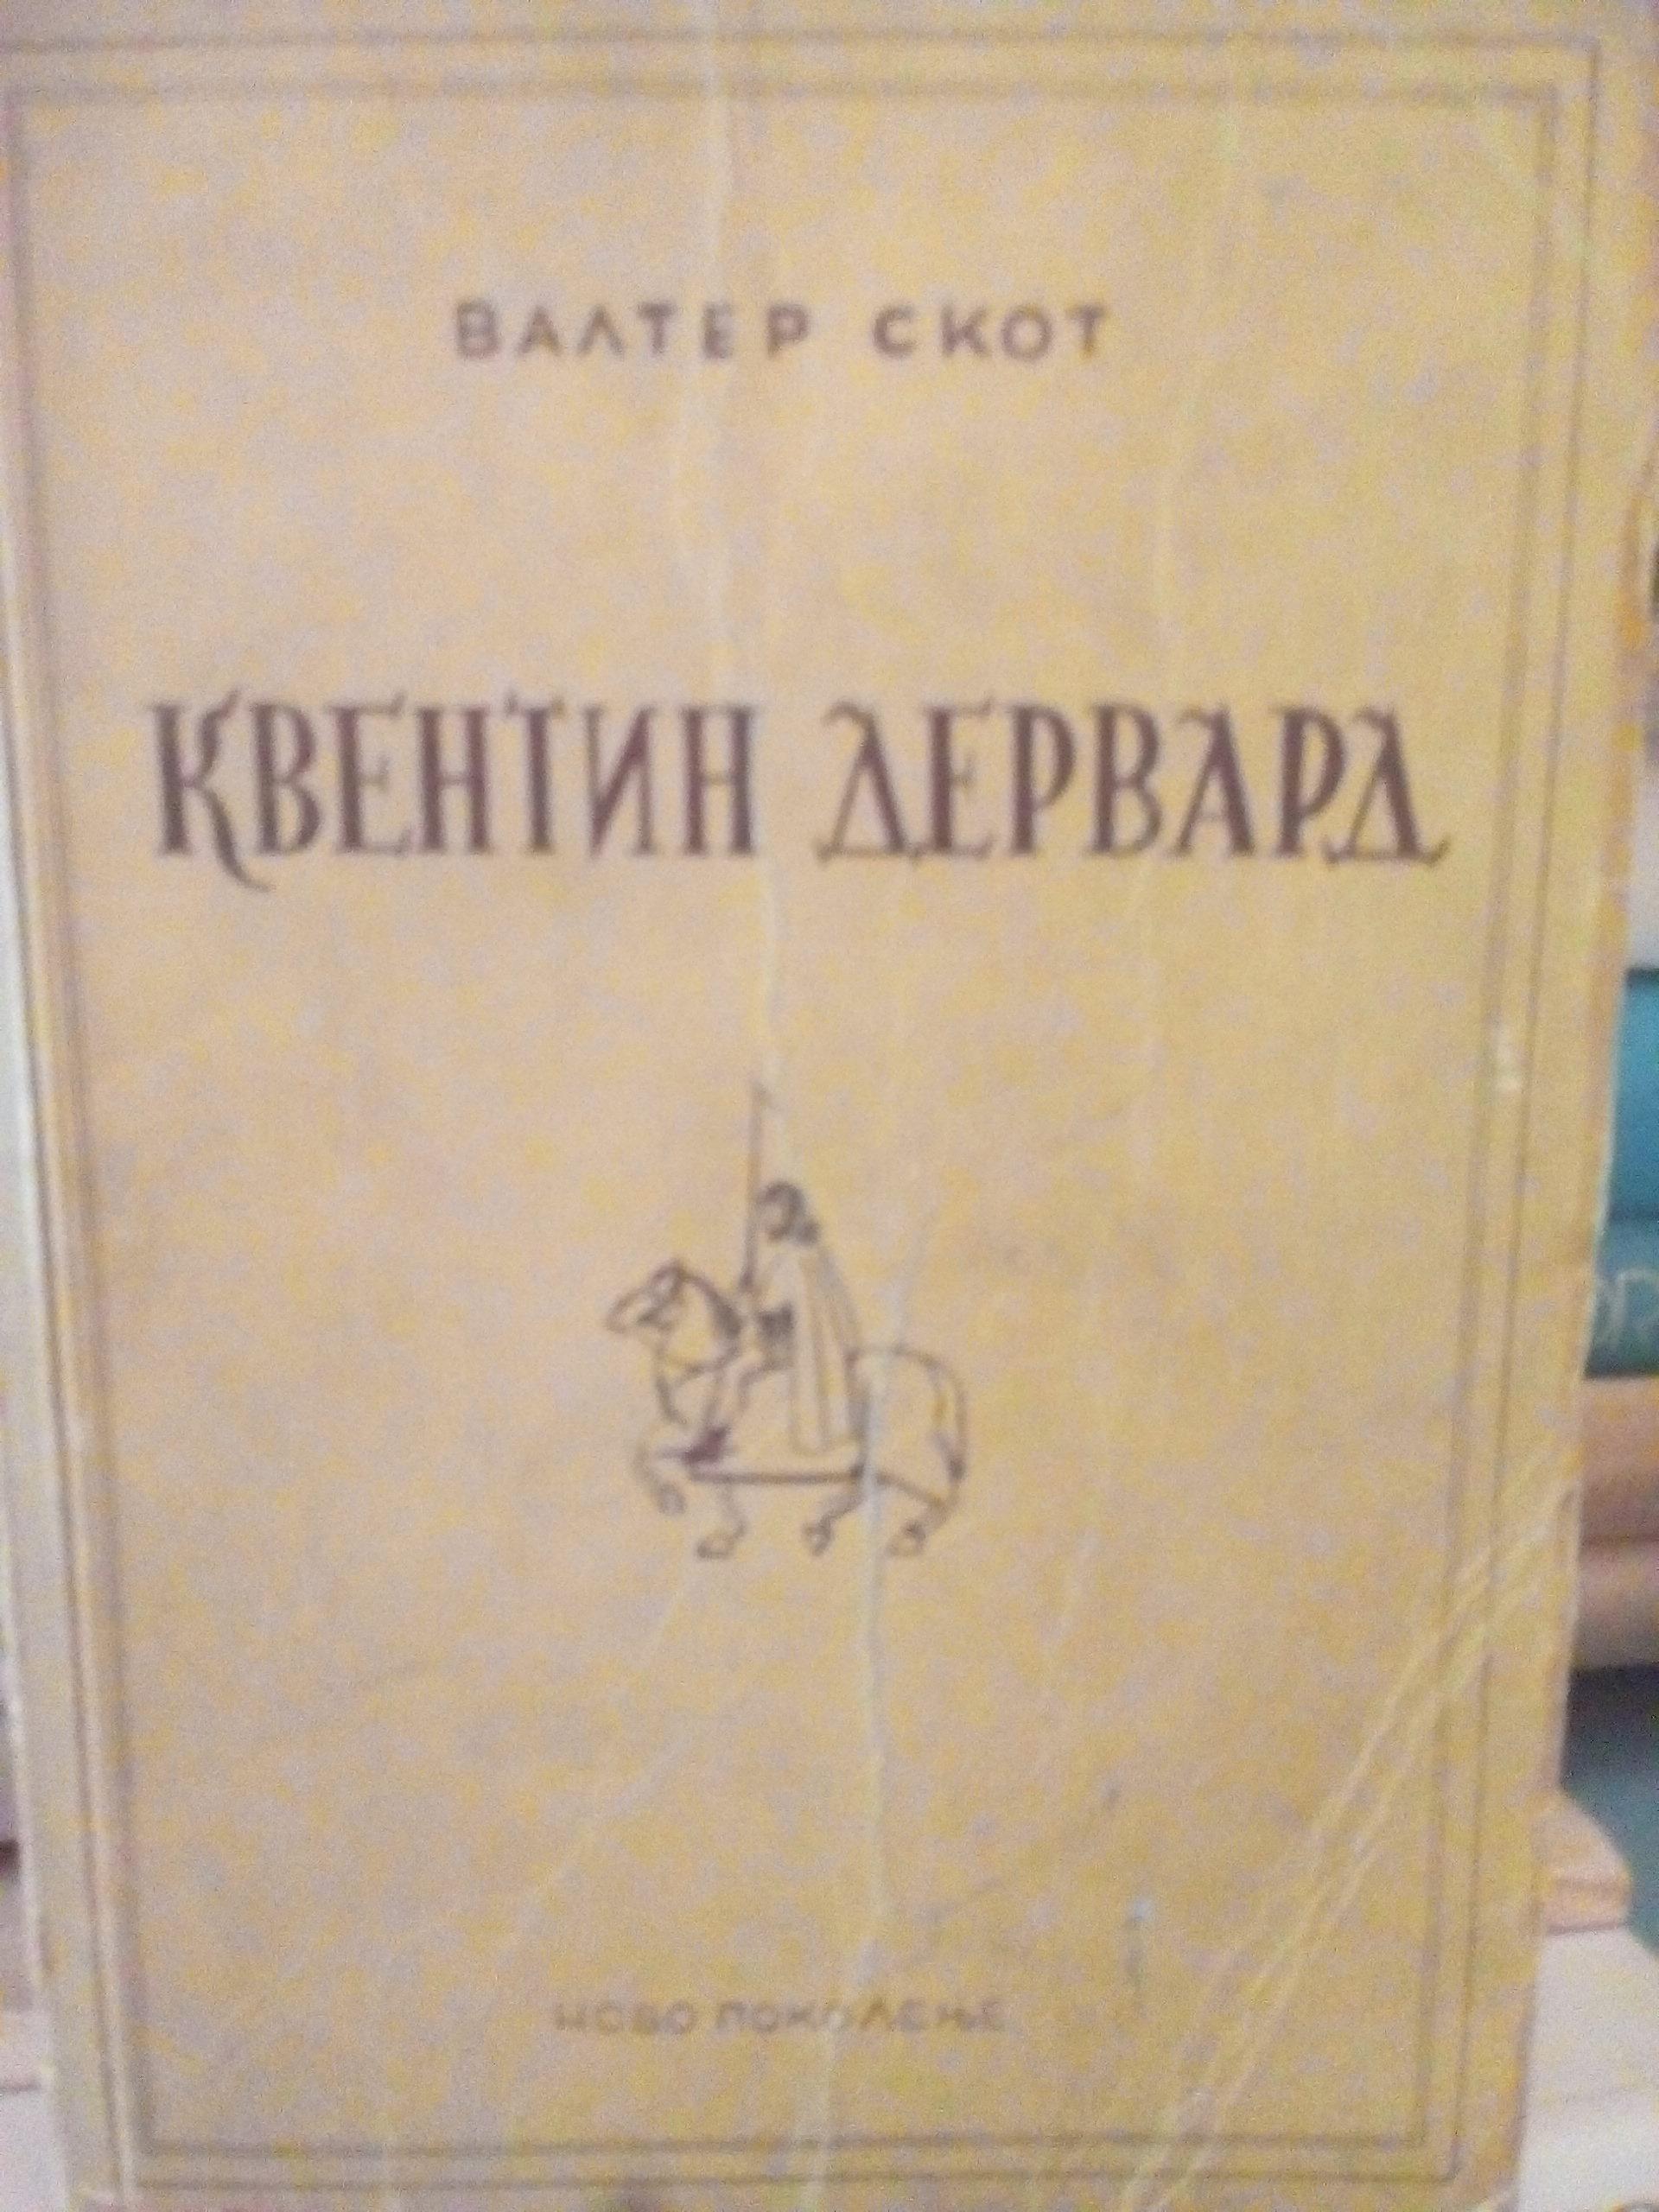 ВАЛТЕР СКОТ
КВЕНТИН ДЕРВАРД
НОВО ПОКОЛЕЊЕ